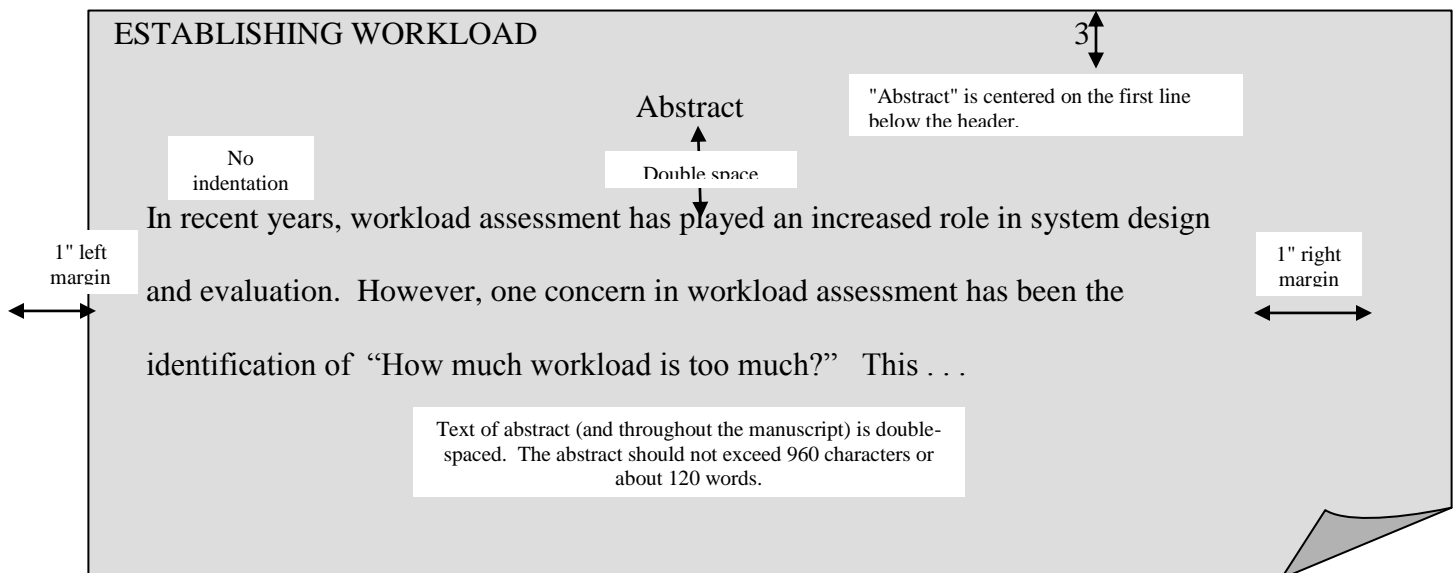 ESTABLISHING WORKLOAD 3
"Abstract" is centered on the first line
below the header.
Abstract
No
indentation
Double space
In recent years, workload assessment has played an increased role in system design
1" left
margin
1" right
margin
and evaluation.  However, one concern in workload assessment has been the
identification of  “How much workload is too much?”   This . . .
Text of abstract (and throughout the manuscript) is double-
spaced.  The abstract should not exceed 960 characters or
about 120 words.